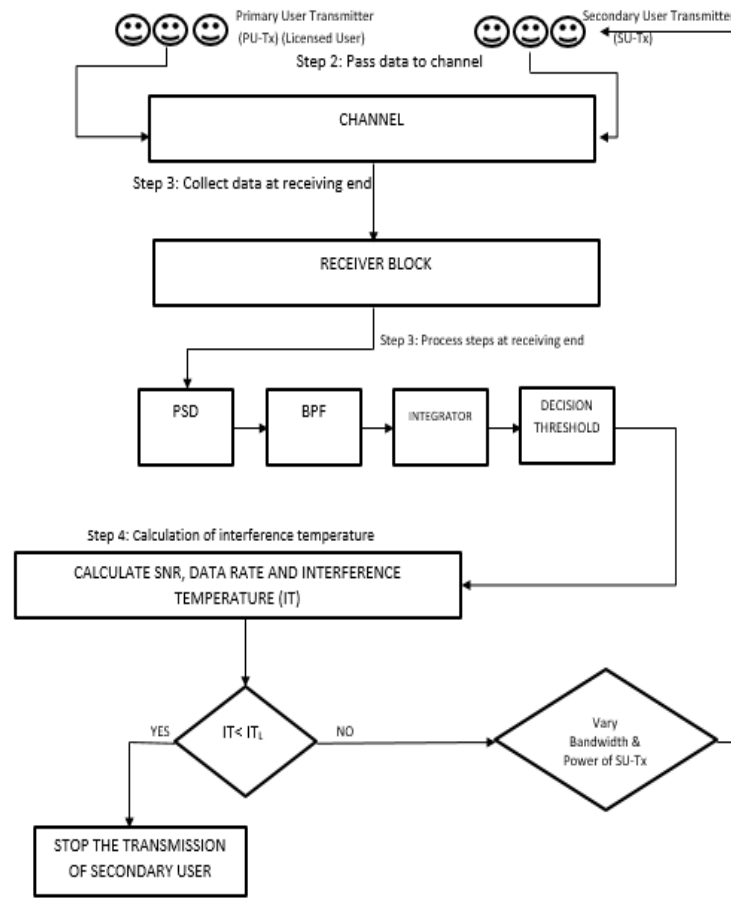 Primary User Transmitter
(PU-Tx) (Licensed User)
Secondary User Transmitter
(SU-Tx)
Step 2: Pass data to channel
CHANNEL
Step 3: Collect data at receiving end
RECEIVER BLOCK
Step 3: Process steps at receiving end
PSD
BPF
INTEGRATOR
DECISION
THRESHOLD
Step 4: Calculation of interference temperature
CALCULATE SNR, DATA RATE AND INTERFERENCE
TEMPERATURE (IT)
YES
IT< ITL
NO
Vary
Bandwidth &
Power of SU-Tx
STOP THE TRANSMISSION
OF SECONDARY USER